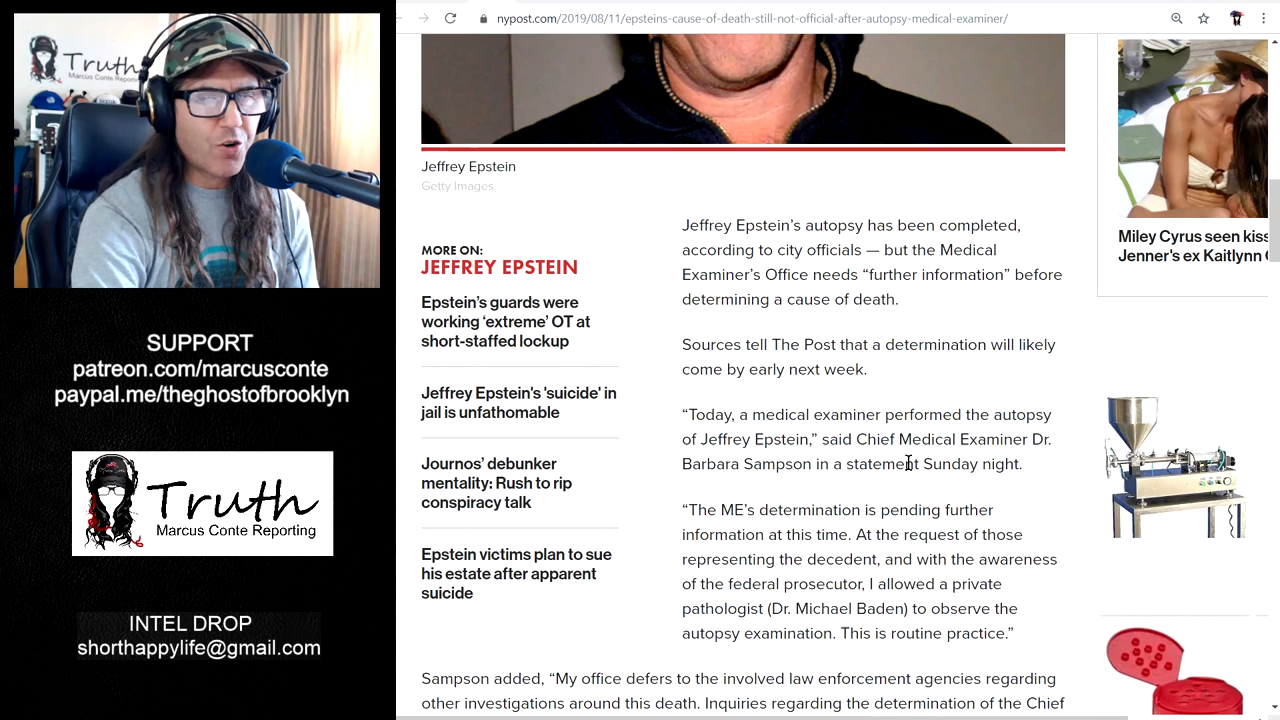 Truth
Marcus Conte Reporting
SUPPORT
patreon.com/marcusconte
paypal.me/theghostofbrooklyn
Truth
Marcus Conte Reporting
INTEL DROP
shorthappylife@gmail.com
nypost.com/2019/08/11/epsteins-cause-of-death-still-not-official-after-autopsy-medical-examiner/
Jeffrey Epstein
Getty Images
MORE ON:
JEFFREY EPSTEIN
Epstein’s guards were
working ‘extreme’ OT at
short-staffed lockup
Jeffrey Epstein's 'suicide' in
jail is unfathomable
Journos’ debunker
mentality: Rush to rip
conspiracy talk
Epstein victims plan to sue
his estate after apparent
suicide
Jeffrey Epstein’s autopsy has been completed,
according to city officials — but the Medical
Examiner’s Office needs “further information” before
determining a cause of death.
Sources tell The Post that a determination will likely
come by early next week.
“Today, a medical examiner performed the autopsy
of Jeffrey Epstein,” said Chief Medical Examiner Dr.
Barbara Sampson in a statement Sunday night.
“The ME’s determination is pending further
information at this time. At the request of those
representing the decedent, and with the awareness
of the federal prosecutor, I allowed a private
pathologist (Dr. Michael Baden) to observe the
autopsy examination. This is routine practice.”
Sampson added, “My office defers to the involved law enforcement agencies regarding
other investigations around this death. Inquiries regarding the determination of the Chief
Miley Cyrus seen kiss
Jenner's ex Kaitlynn